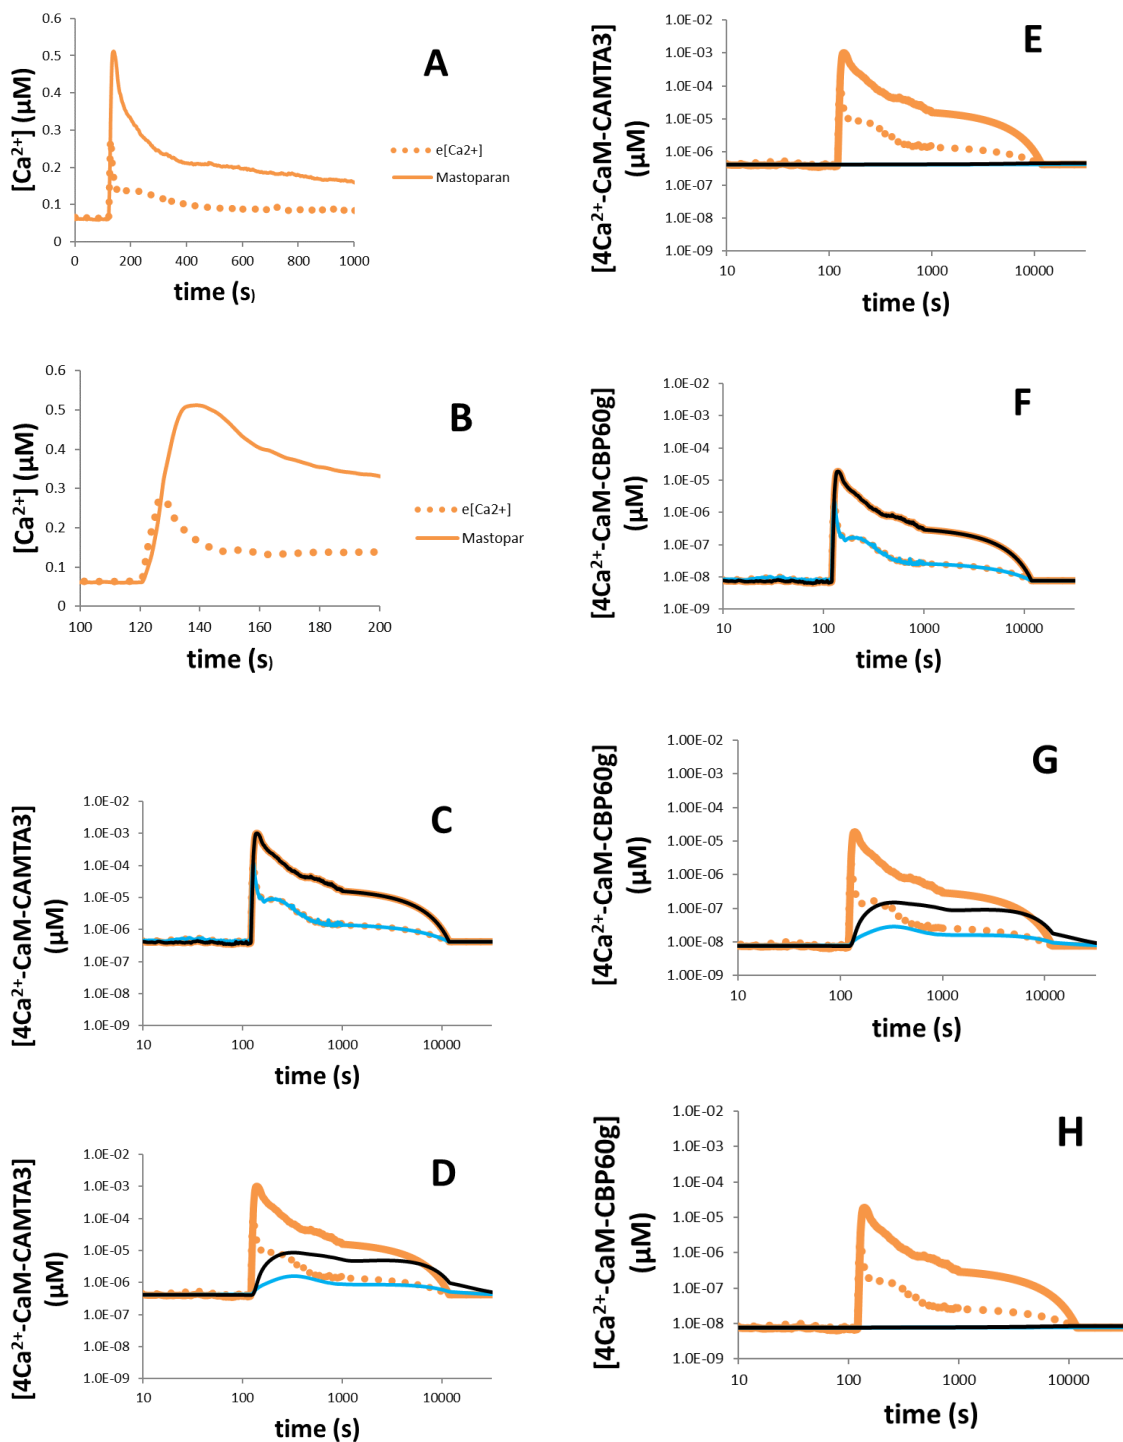 A
[Ca²⁺] (µM)
0.6
0.5
0.4
0.3
0.2
0.1
0
0 200 400 600 800 1000
time (s)
e[Ca2+]
Mastoparan
B
[Ca²⁺] (µM)
0.6
0.5
0.4
0.3
0.2
0.1
0
100 120 140 160 180 200
time (s)
e[Ca2+]
Mastopar
C
[4Ca²⁺-CaM-CAMTA3]
(µM)
1.0E-02
1.0E-03
1.0E-04
1.0E-05
1.0E-06
1.0E-07
1.0E-08
1.0E-09
10 100 1000 10000
time (s)
D
[4Ca²⁺-CaM-CAMTA3]
(µM)
1.0E-02
1.0E-03
1.0E-04
1.0E-05
1.0E-06
1.0E-07
1.0E-08
1.0E-09
10 100 1000 10000
time (s)
E
[4Ca²⁺-CaM-CAMTA3]
(µM)
1.0E-02
1.0E-03
1.0E-04
1.0E-05
1.0E-06
1.0E-07
1.0E-08
1.0E-09
10 100 1000 10000
time (s)
F
[4Ca²⁺-CaM-CBP60g]
(µM)
1.0E-02
1.0E-03
1.0E-04
1.0E-05
1.0E-06
1.0E-07
1.0E-08
1.0E-09
10 100 1000 10000
time (s)
G
[4Ca²⁺-CaM-CBP60g]
(µM)
1.00E-02
1.00E-03
1.00E-04
1.00E-05
1.00E-06
1.00E-07
1.00E-08
1.00E-09
10 100 1000 10000
time (s)
H
[4Ca²⁺-CaM-CBP60g]
(µM)
1.0E-02
1.0E-03
1.0E-04
1.0E-05
1.0E-06
1.0E-07
1.0E-08
1.0E-09
10 100 1000 10000
time (s)